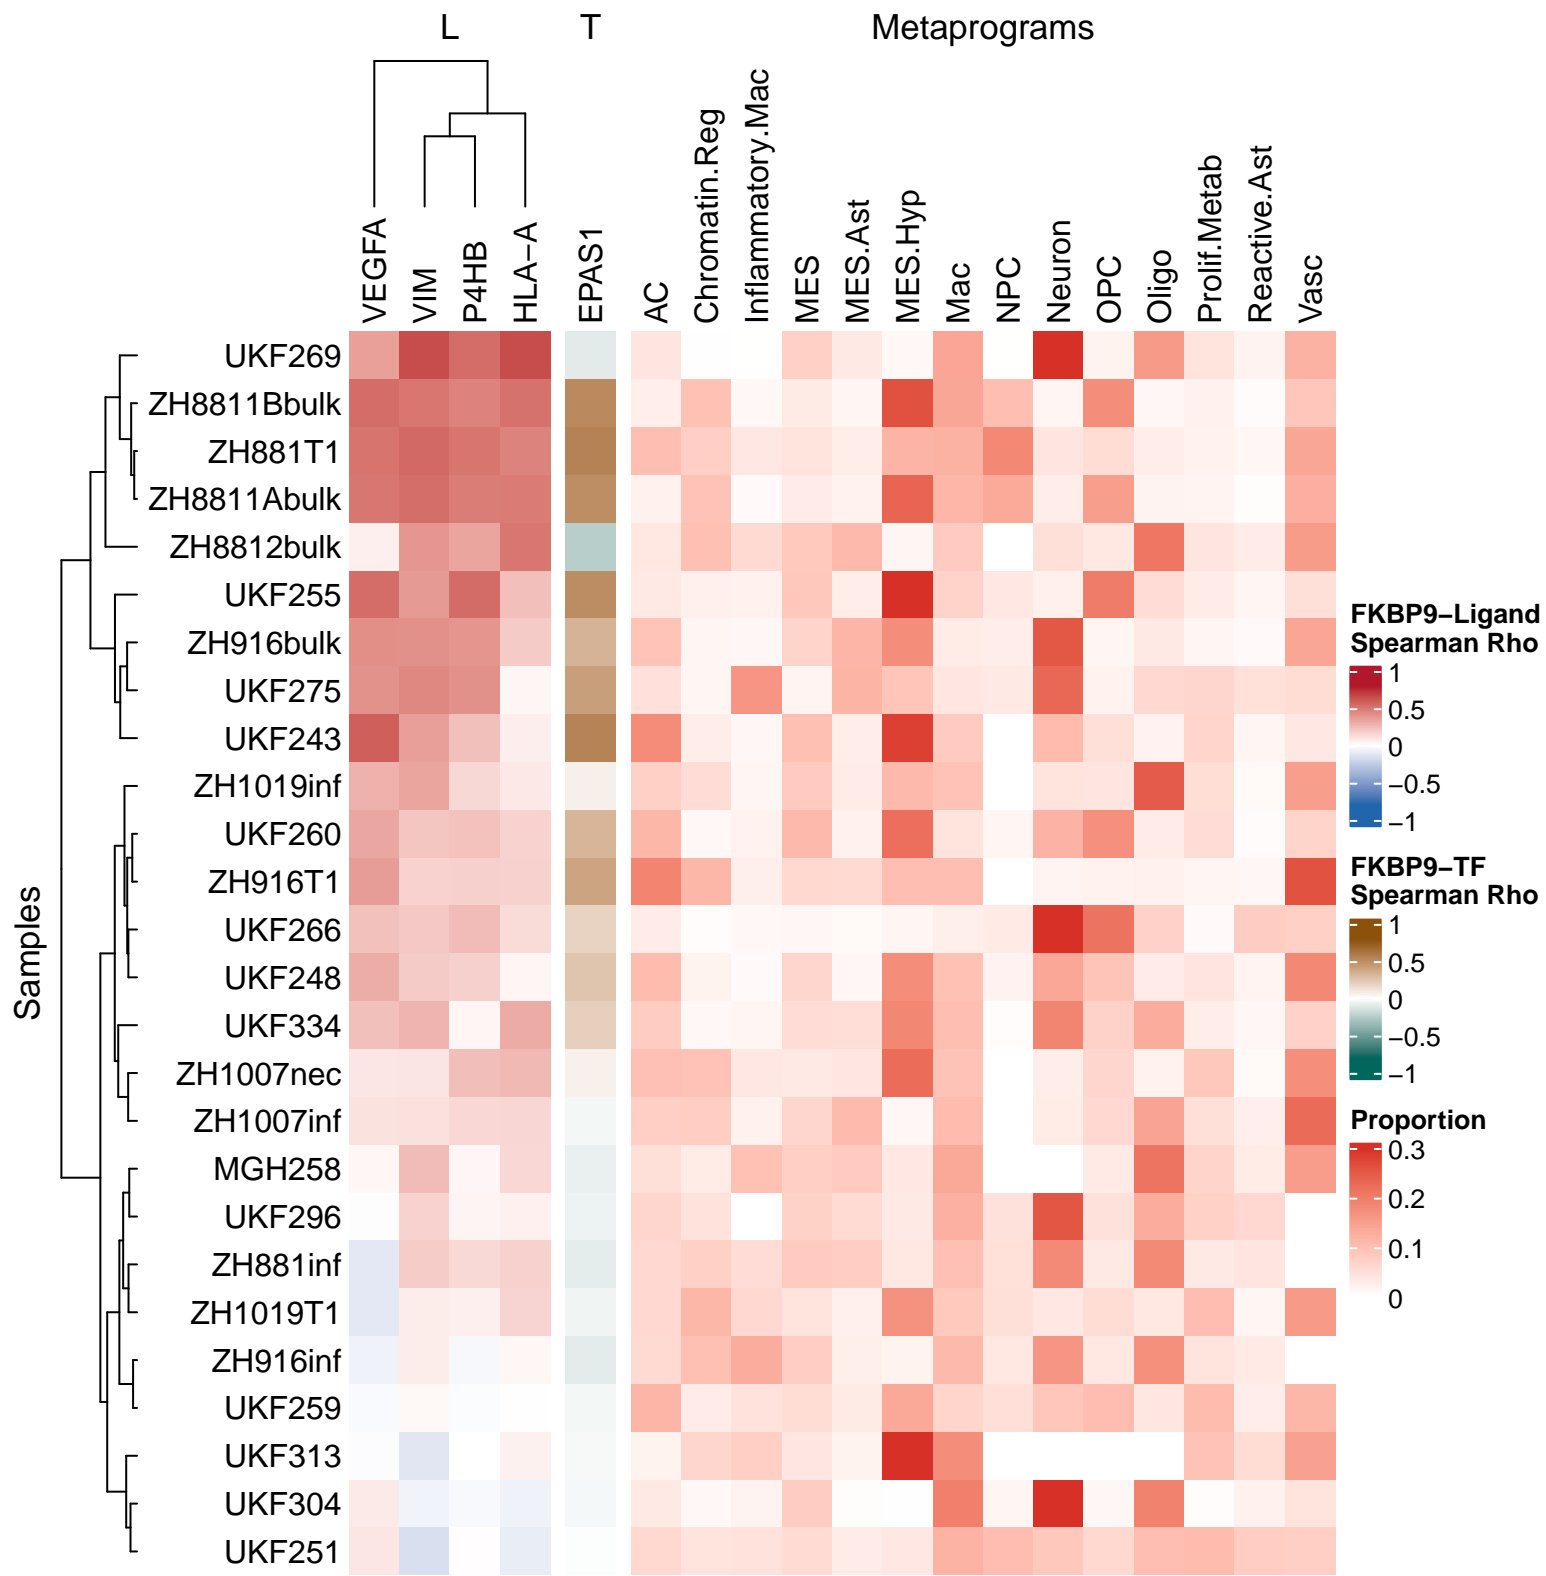 L T Metaprograms
VEGFA VIM P4HB HLA−A EPAS1 AC Chromatin.Reg Inflammatory.Mac MES MES.Ast MES.Hyp Mac NPC Neuron OPC Oligo Prolif.Metab Reactive.Ast Vasc
Samples
UKF269
ZH8811Bbulk
ZH881T1
ZH8811Abulk
ZH8812bulk
UKF255
ZH916bulk
UKF275
UKF243
ZH1019inf
UKF260
ZH916T1
UKF266
UKF248
UKF334
ZH1007nec
ZH1007inf
MGH258
UKF296
ZH881inf
ZH1019T1
ZH916inf
UKF259
UKF313
UKF304
UKF251
FKBP9−Ligand
Spearman Rho
1
0.5
0
−0.5
−1
FKBP9−TF
Spearman Rho
1
0.5
0
−0.5
−1
Proportion
0.3
0.2
0.1
0